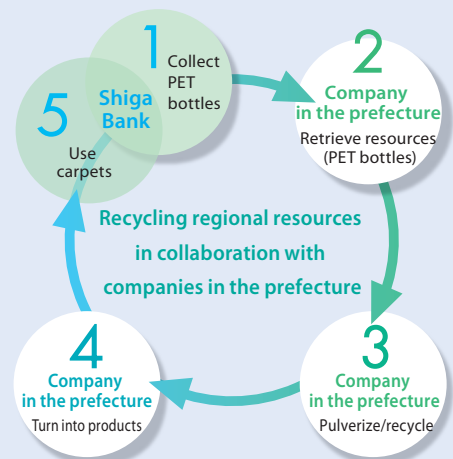 1
Collect
PET
bottles
Shiga
Bank
5
Use
carpets
2
Company
in the prefecture
Retrieve resources
(PET bottles)
Recycling regional resources
in collaboration with
companies in the prefecture
3
Company
in the prefecture
Pulverize/recycle
4
Company
in the prefecture
Turn into products